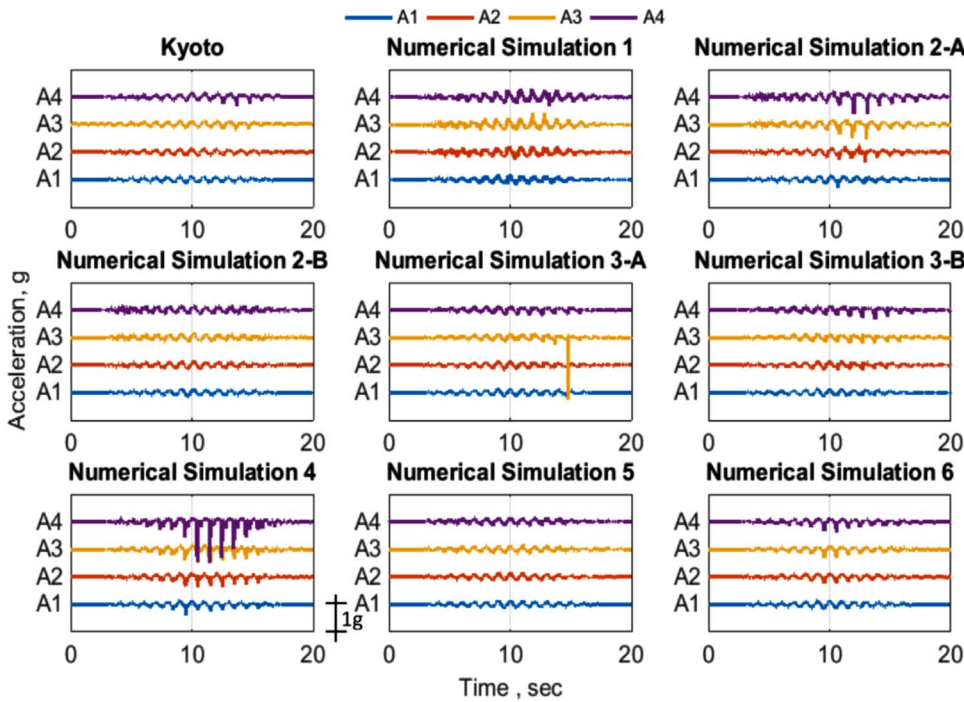 A1 A2 A3 A4
Kyoto
A4
A3
A2
A1
0 10 20
Numerical Simulation 1
A4
A3
A2
A1
0 10 20
Numerical Simulation 2-A
A4
A3
A2
A1
0 10 20
Numerical Simulation 2-B
A4
A3
A2
A1
0 10 20
Numerical Simulation 3-A
A4
A3
A2
A1
0 10 20
Numerical Simulation 3-B
A4
A3
A2
A1
0 10 20
Numerical Simulation 4
A4
A3
A2
A1
0 10 20
1g
Numerical Simulation 5
A4
A3
A2
A1
0 10 20
Numerical Simulation 6
A4
A3
A2
A1
0 10 20
Acceleration, g
Time , sec